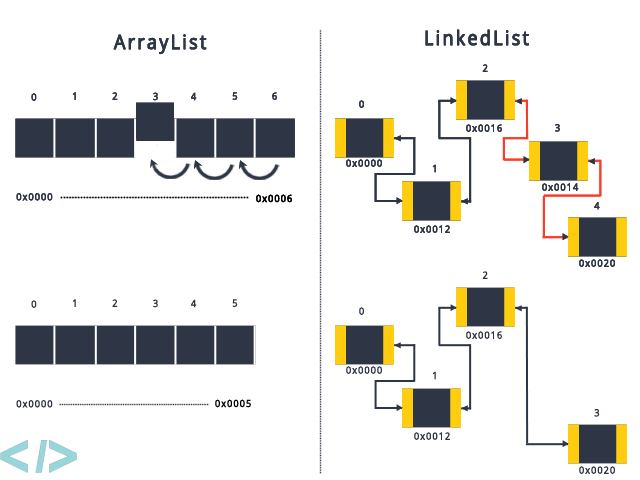 ArrayList
0 1 2 3 4 5 6
0x0000 0x0006
0 1 2 3 4 5
0x0000 0x0005
</>
LinkedList
2
0
0x0016
3
0x0000
1
0x0014
4
0x0012
0x0020
2
0
0x0016
0x0000
1
3
0x0012
0x0020